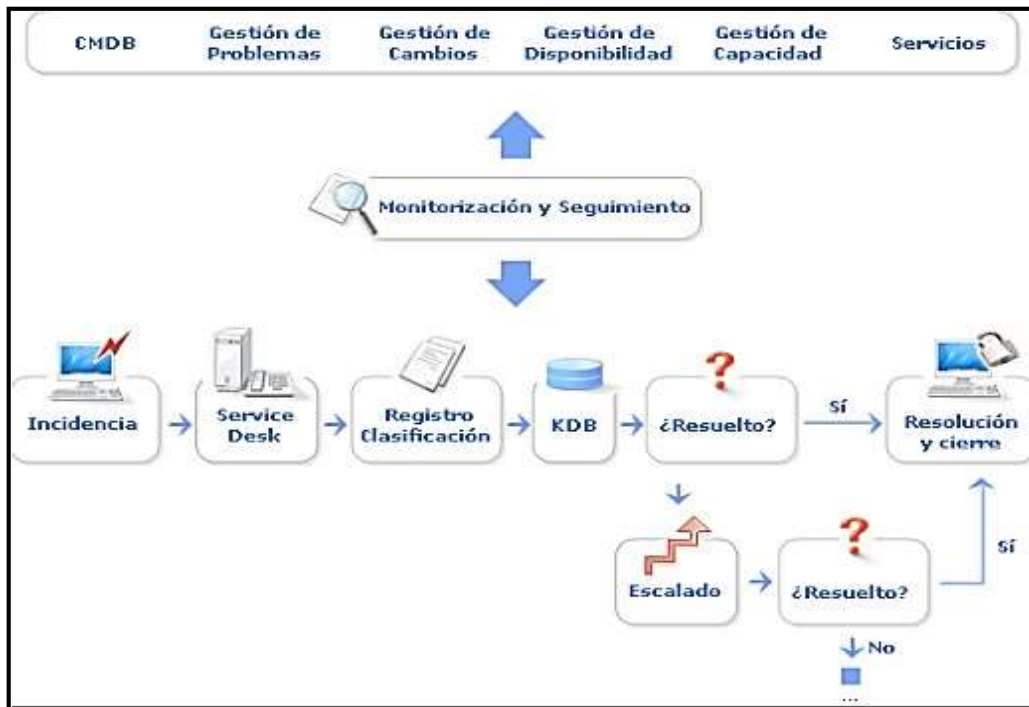 CMDB
Gestión de
Problemas
Gestión de
Cambios
Gestión de
Disponibilidad
Gestión de
Capacidad
Servicios
Monitorización y Seguimiento
Incidencia
Service
Desk
Registro
Clasificación
KDB
¿Resuelto?
Sí
Resolución
y cierre
Escalado
¿Resuelto?
Sí
No
...